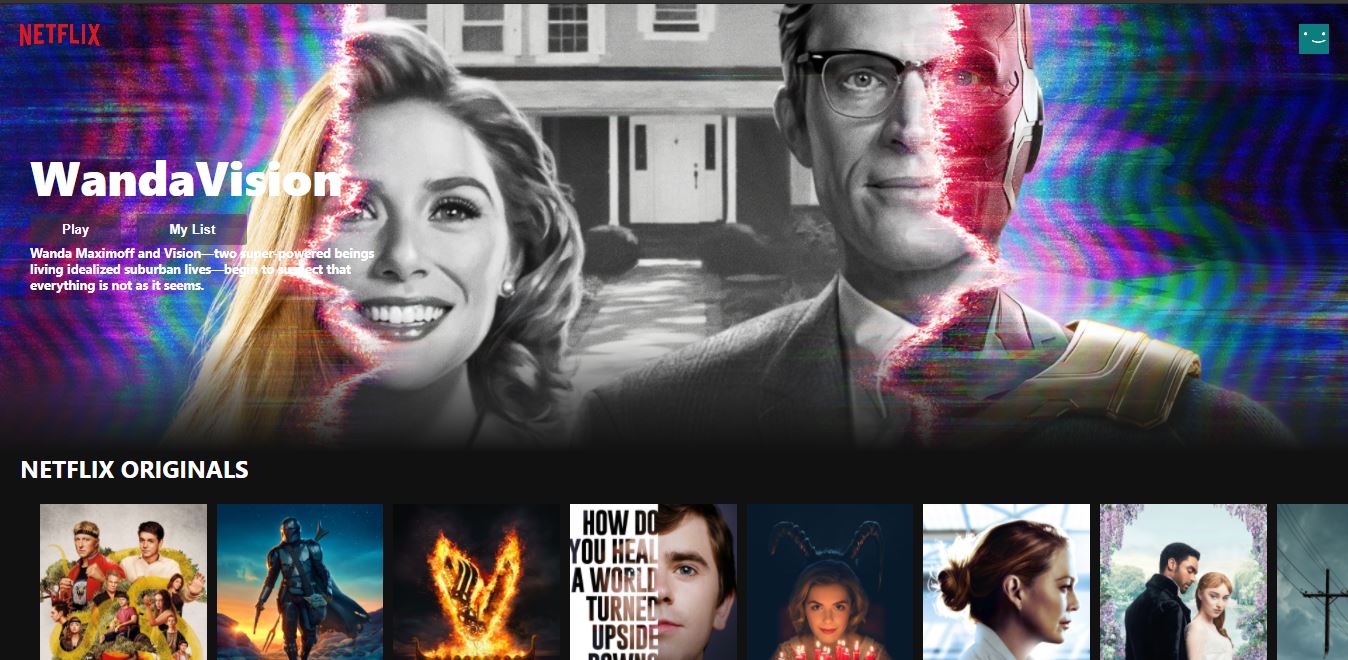 NETFLIX
WandaVision
Play
My List
Wanda Maximoff and Vision—two super-powered beings
living idealized suburban lives—begin to suspect that
everything is not as it seems.
NETFLIX ORIGINALS
HOW DO
YOU HEAL
A WORLD
TURNED
UPSIDE
DOWN?